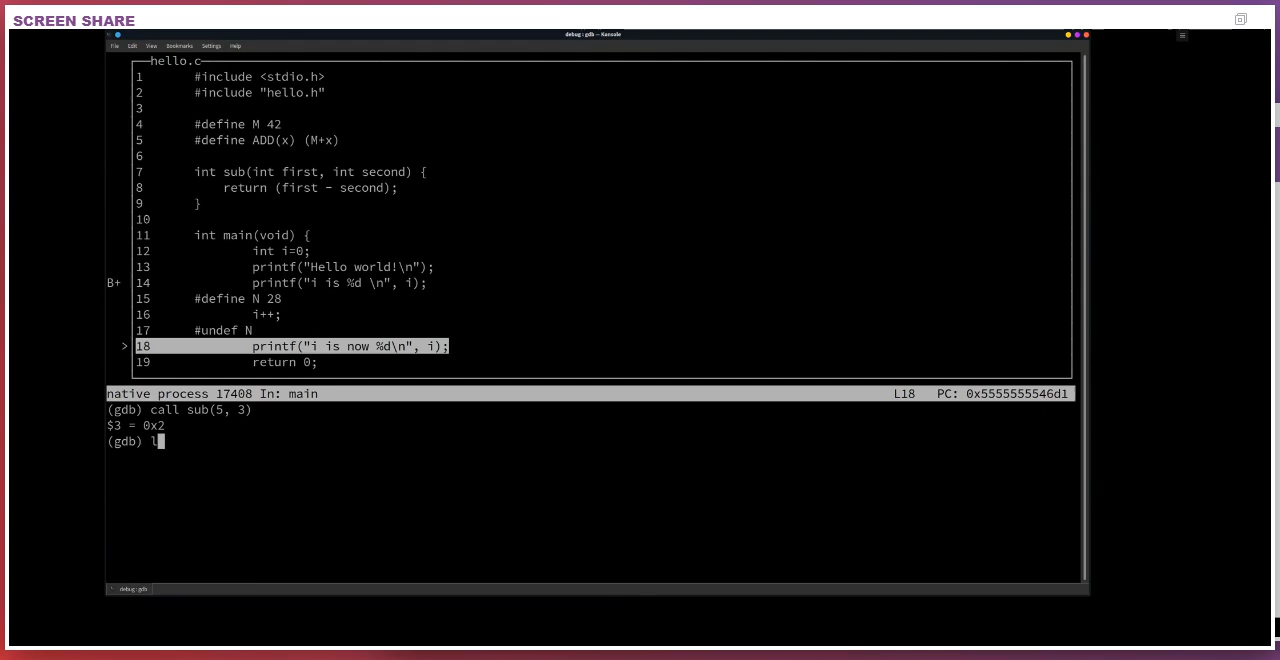 SCREEN SHARE
debug : gdb — Konsole
File Edit View Bookmarks Settings Help
hello.c
1 #include <stdio.h>
2 #include "hello.h"
3
4 #define M 42
5 #define ADD(x) (M+x)
6
7 int sub(int first, int second) {
8 return (first - second);
9 }
10
11 int main(void) {
12 int i=0;
13 printf("Hello world!\n");
B+ 14 printf("i is %d \n", i);
15 #define N 28
16 i++;
17 #undef N
> 18 printf("i is now %d\n", i);
19 return 0;
native process 17408 In: main L18 PC: 0x5555555546d1
(gdb) call sub(5, 3)
$3 = 0x2
(gdb) l
debug : gdb